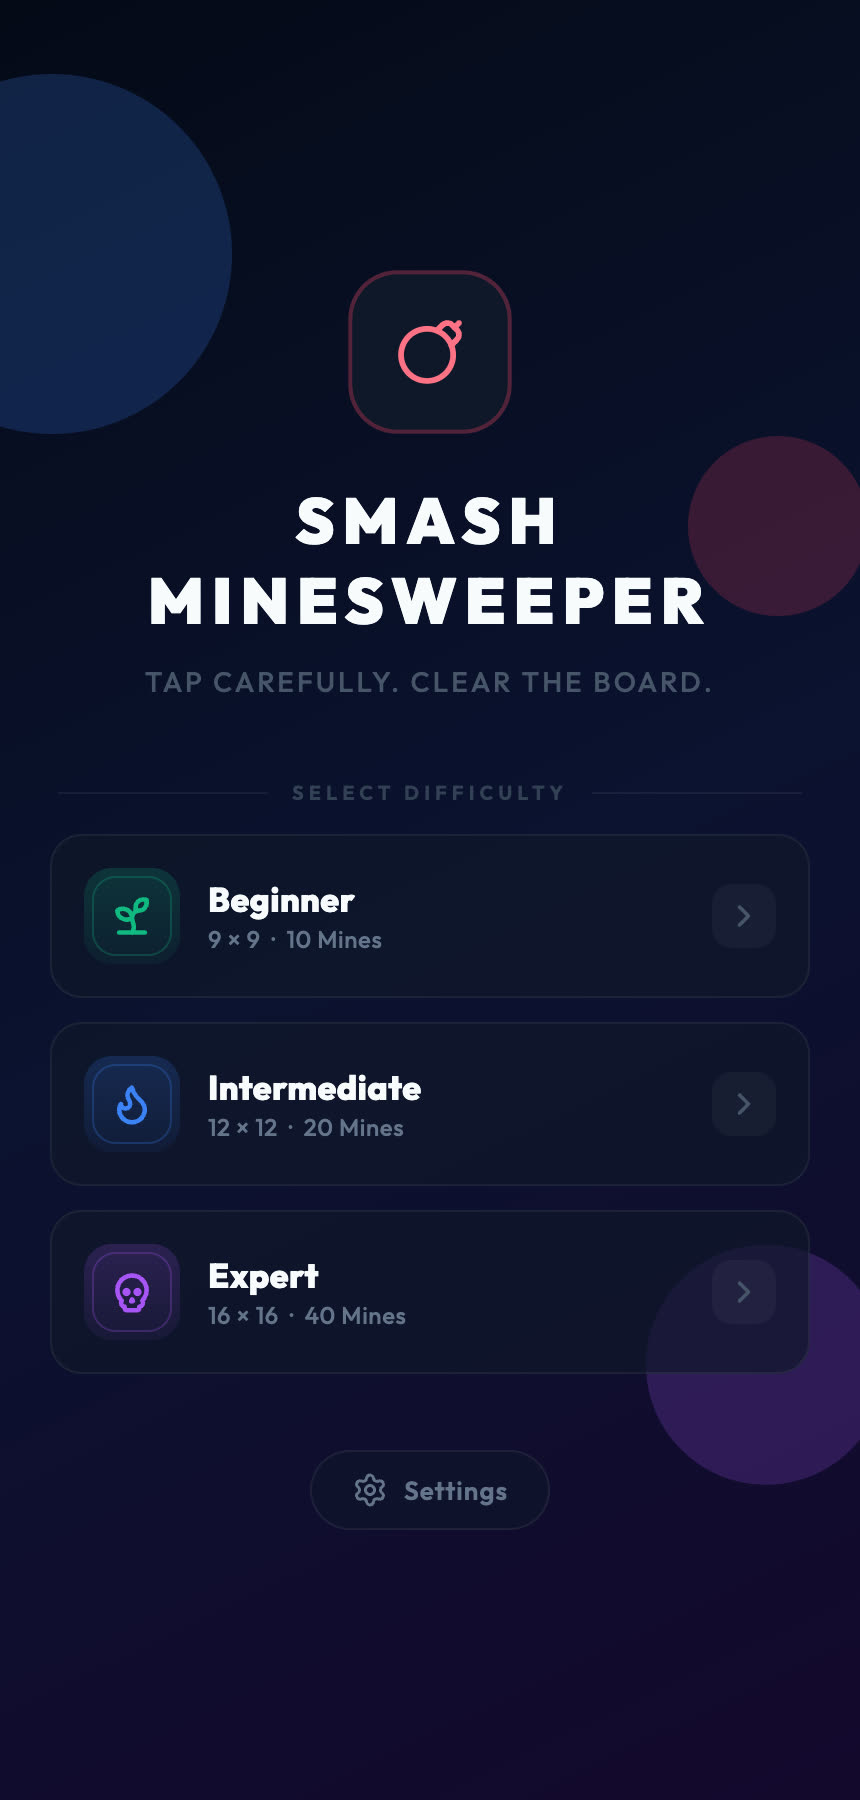 SMASH
MINESWEEPER
TAP CAREFULLY. CLEAR THE BOARD.
SELECT DIFFICULTY
Beginner
9 × 9 · 10 Mines
Intermediate
12 × 12 · 20 Mines
Expert
16 × 16 · 40 Mines
Settings